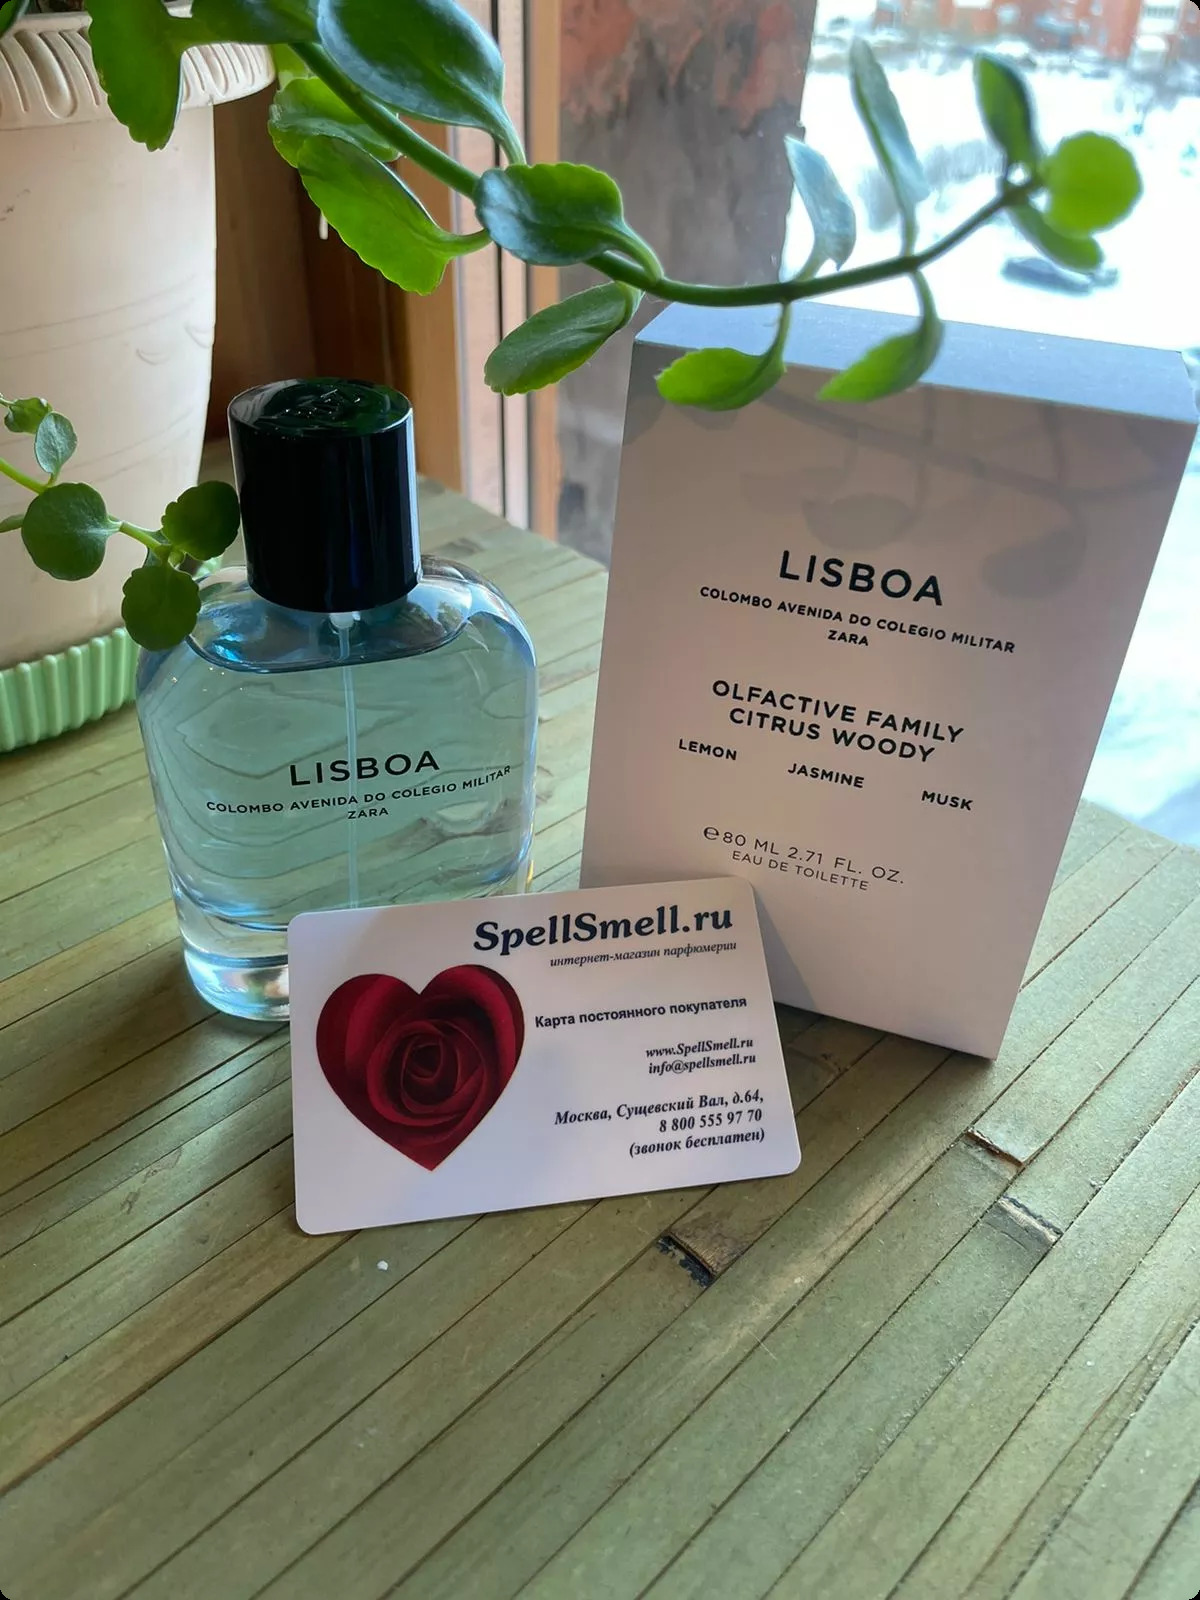 LISBOA
COLOMBO AVENIDA DO COLEGIO MILITAR
ZARA
OLFACTIVE FAMILY
CITRUS WOODY
LEMON JASMINE MUSK
℮80 ML 2.71 FL. OZ.
EAU DE TOILETTE
LISBOA
COLOMBO AVENIDA DO COLEGIO MILITAR
ZARA
SpellSmell.ru
интернет-магазин парфюмерии
Карта постоянного покупателя
www.SpellSmell.ru
info@spellsmell.ru
Москва, Сущевский Вал, д.64,
8 800 555 97 70
(звонок бесплатен)